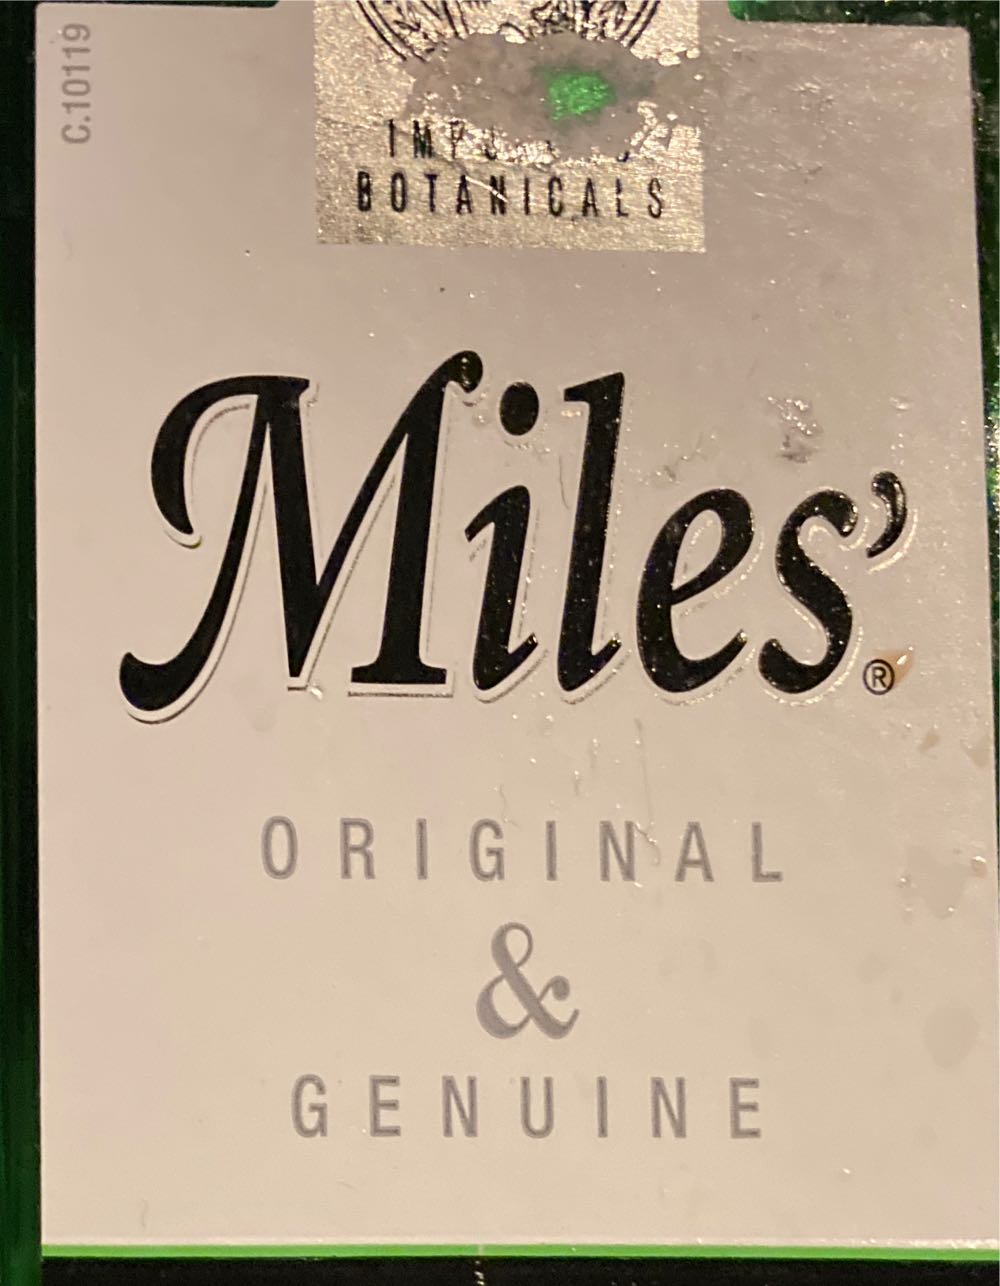 C.10119
BOTANICALS
Miles'®
ORIGINAL
&
GENUINE